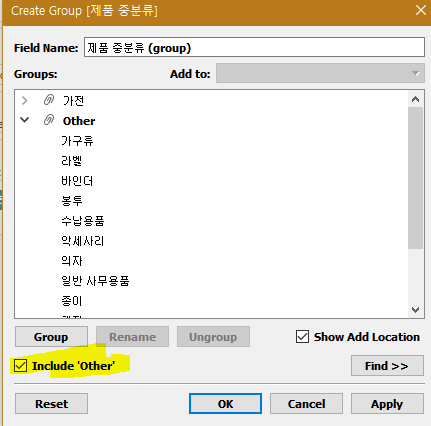 Create Group [제품 중분류]
Field Name: 제품 중분류 (group)
Groups: Add to:
가전
Other
가구류
라벨
바인더
봉투
수납용품
악세사리
의자
일반 사무용품
종이
Group Rename Ungroup Show Add Location
Include 'Other' Find >>
Reset OK Cancel Apply